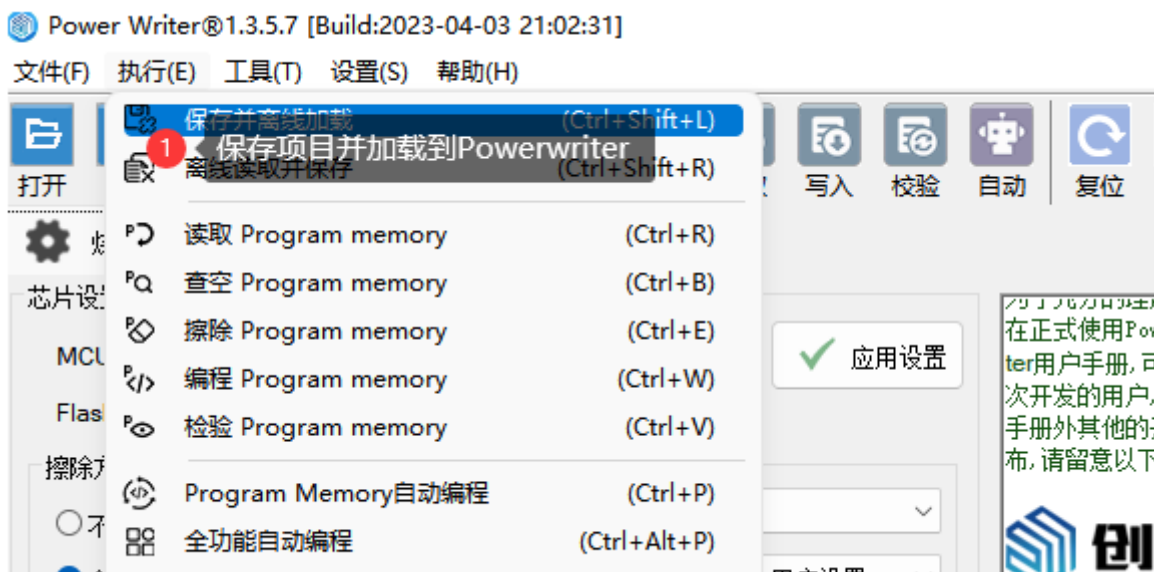 Power Writer®1.3.5.7 [Build:2023-04-03 21:02:31]
文件(F) 执行(E) 工具(T) 设置(S) 帮助(H)
保存并离线加载 (Ctrl+Shift+L)
1 保存项目并加载到Powerwriter
离线读取并保存 (Ctrl+Shift+R)
打开 写入 校验 自动 复位
读取 Program memory (Ctrl+R)
芯片设
查空 Program memory (Ctrl+B)
擦除 Program memory (Ctrl+E)
在正式使用Pow
MCU
应用设置
ter用户手册,可
编程 Program memory (Ctrl+W)
次开发的用户,
Flas
检验 Program memory (Ctrl+V)
手册外其他的
布,请留意以下
擦除方
Program Memory自动编程 (Ctrl+P)
不
全功能自动编程 (Ctrl+Alt+P)
创